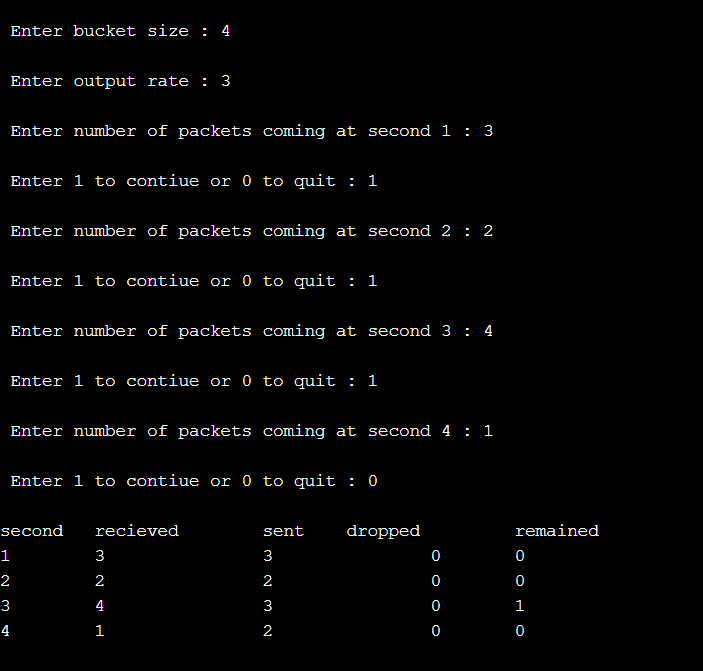 Enter bucket size : 4
Enter output rate : 3
Enter number of packets coming at second 1 : 3
Enter 1 to contiue or 0 to quit : 1
Enter number of packets coming at second 2 : 2
Enter 1 to contiue or 0 to quit : 1
Enter number of packets coming at second 3 : 4
Enter 1 to contiue or 0 to quit : 1
Enter number of packets coming at second 4 : 1
Enter 1 to contiue or 0 to quit : 0
second recieved sent dropped remained
1 3 3 0 0
2 2 2 0 0
3 4 3 0 1
4 1 2 0 0